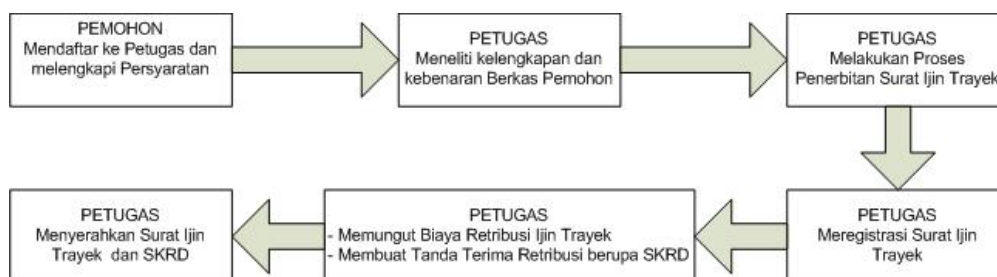 PEMOHON
Mendaftar ke Petugas dan
melengkapi Persyaratan
PETUGAS
Meneliti kelengkapan dan
kebenaran Berkas Pemohon
PETUGAS
Melakukan Proses
Penerbitan Surat Ijin Trayek
PETUGAS
Meregistrasi Surat Ijin
Trayek
PETUGAS
- Memungut Biaya Retribusi Ijin Trayek
- Membuat Tanda Terima Retribusi berupa SKRD
PETUGAS
Menyerahkan Surat Ijin
Trayek dan SKRD